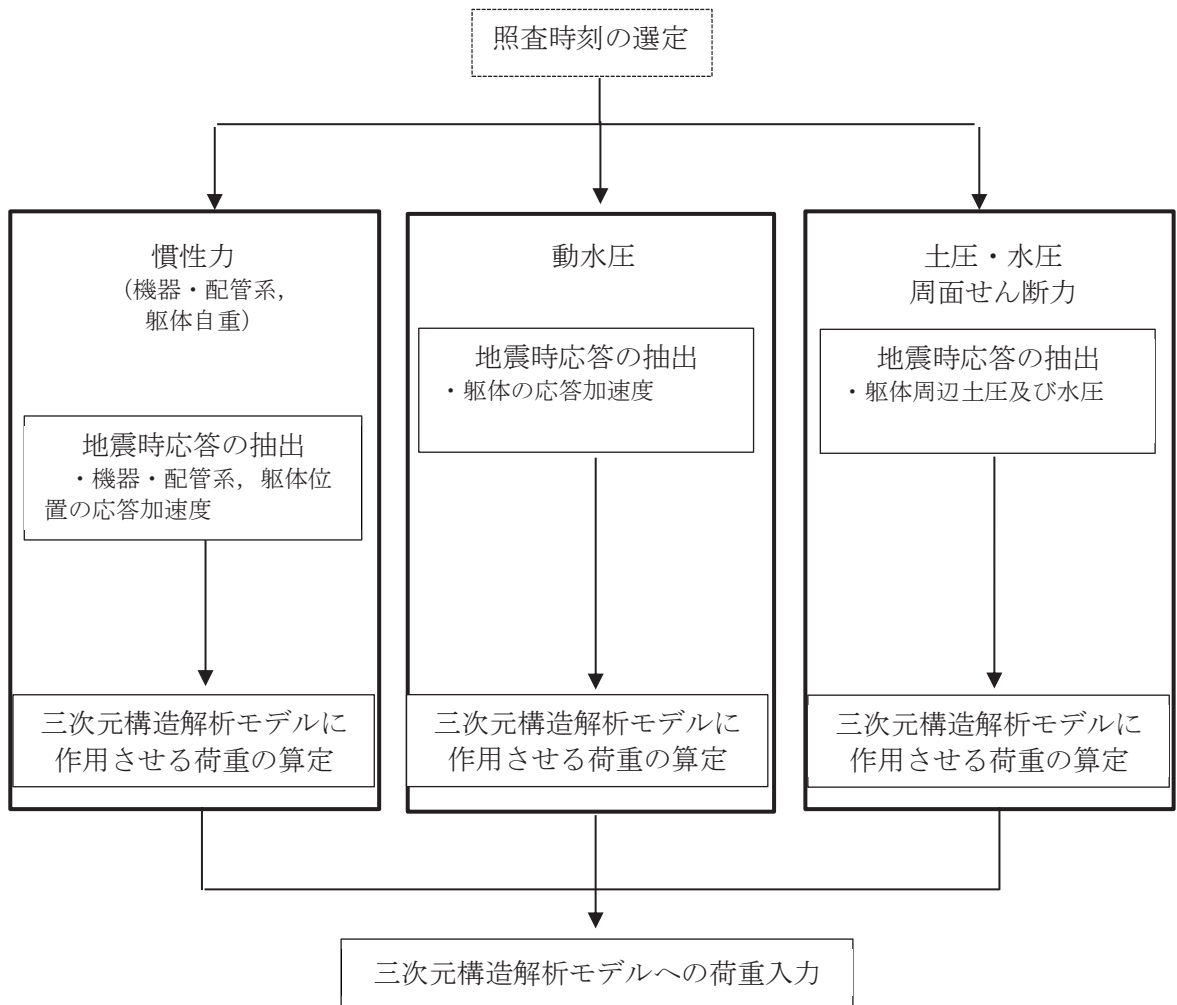 照査時刻の選定
慣性力
（機器・配管系，
躯体自重）
地震時応答の抽出
・機器・配管系，躯体位
置の応答加速度
三次元構造解析モデルに
作用させる荷重の算定
動水圧
地震時応答の抽出
・躯体の応答加速度
三次元構造解析モデルに
作用させる荷重の算定
土圧・水圧
周面せん断力
地震時応答の抽出
・躯体周辺土圧及び水圧
三次元構造解析モデルに
作用させる荷重の算定
三次元構造解析モデルへの荷重入力